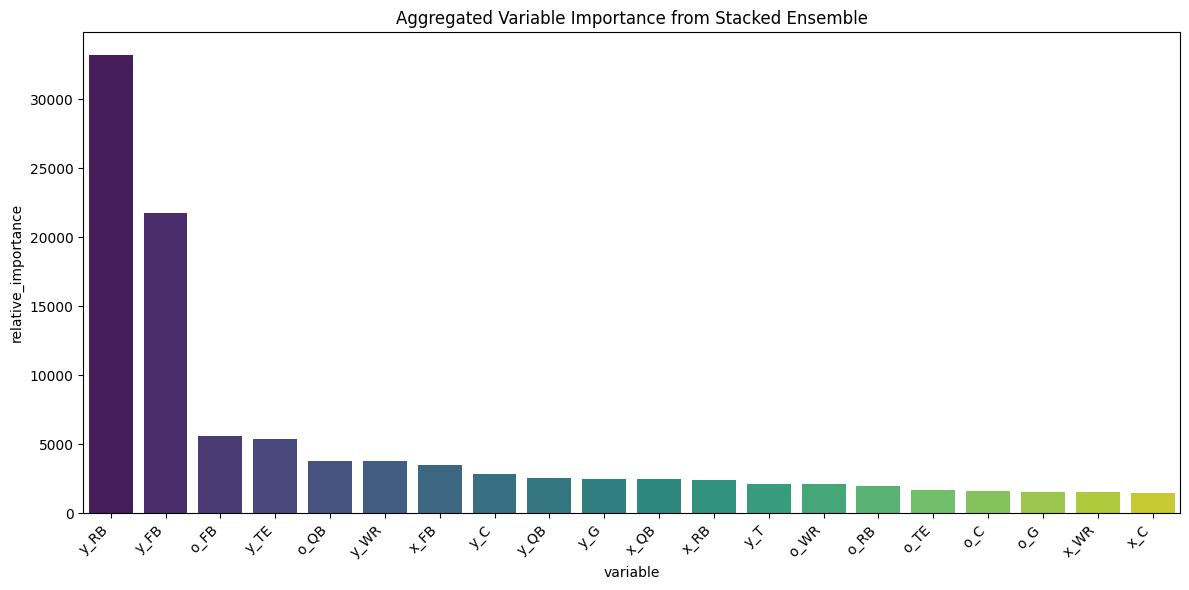 Aggregated Variable Importance from Stacked Ensemble
relative_importance
30000
25000
20000
15000
10000
5000
0
y_RB
y_FB
o_FB
y_TE
o_QB
y_WR
x_FB
y_C
y_QB
y_G
x_QB
x_RB
y_T
o_WR
o_RB
o_TE
o_C
o_G
x_WR
x_C
variable